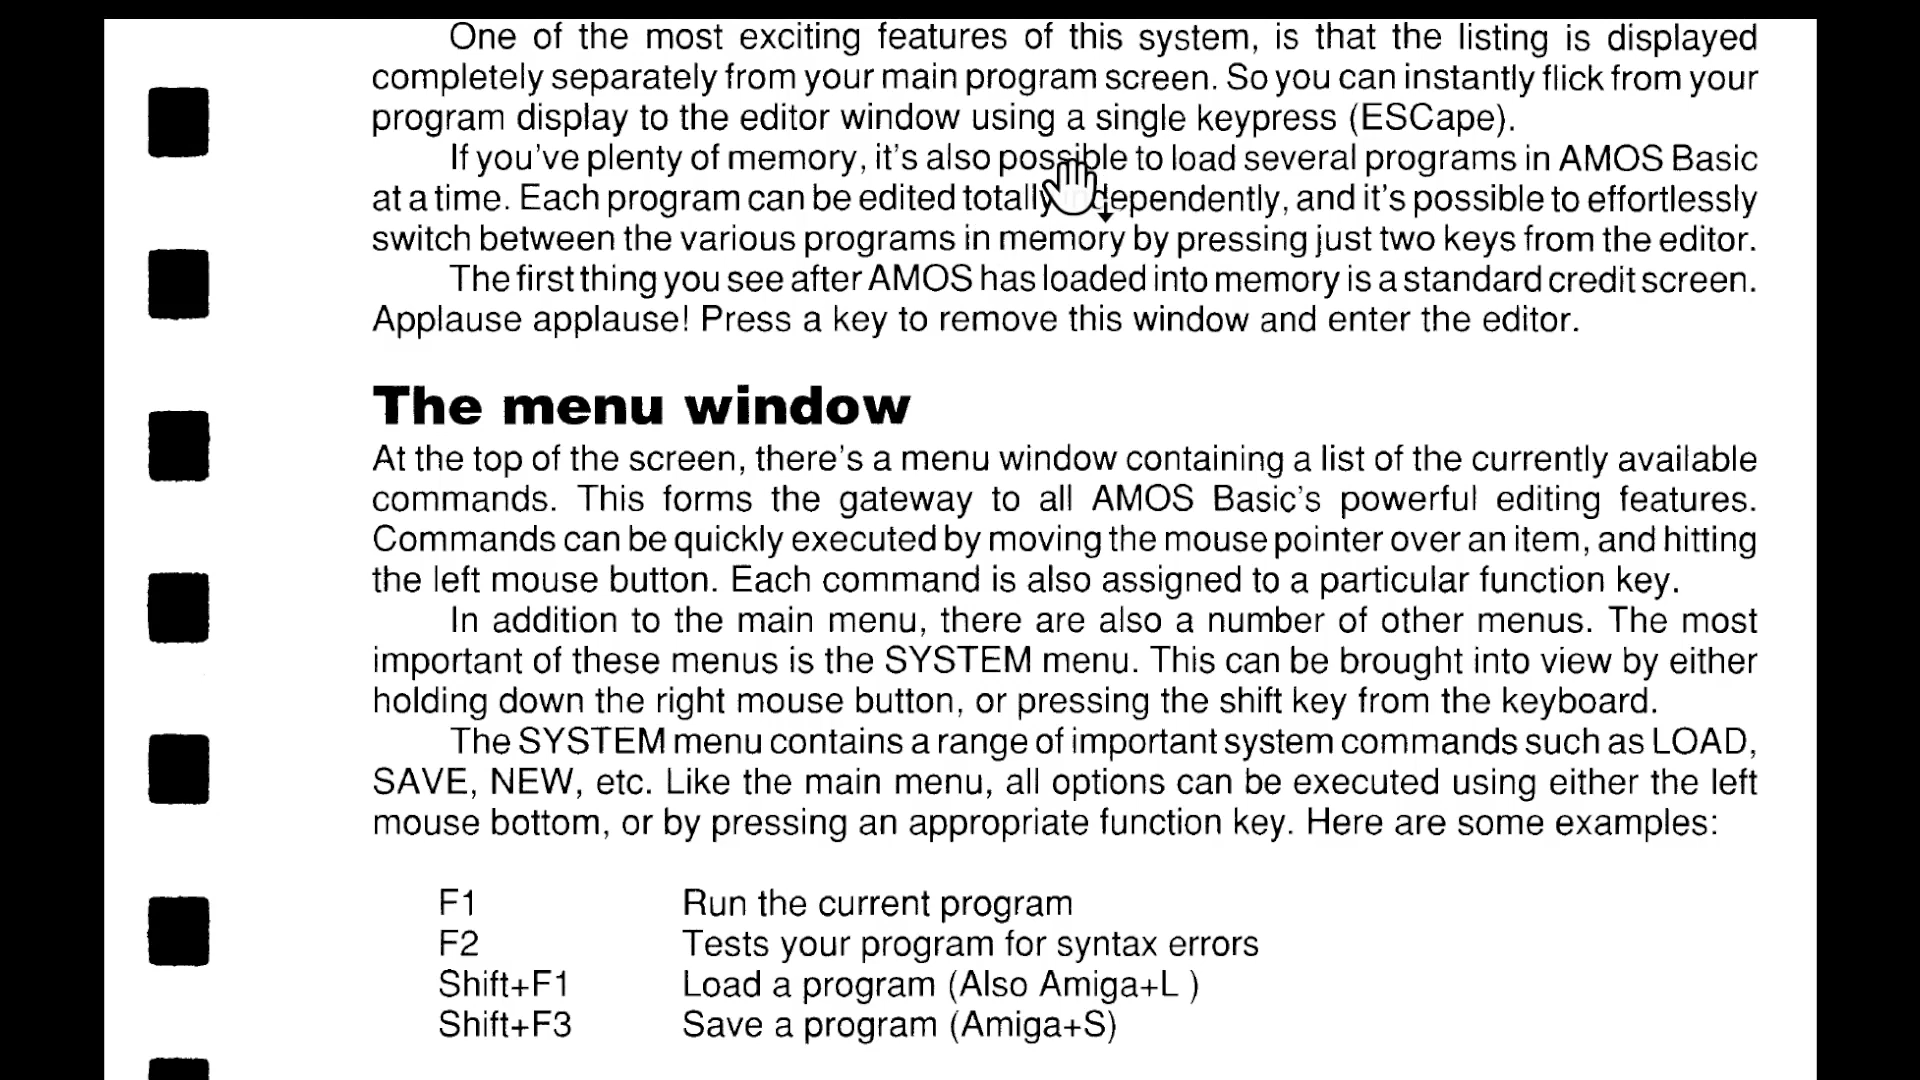 One of the most exciting features of this system, is that the listing is displayed
completely separately from your main program screen. So you can instantly flick from your
program display to the editor window using a single keypress (ESCape).
If you've plenty of memory, it's also possible to load several programs in AMOS Basic
at a time. Each program can be edited totally independently, and it's possible to effortlessly
switch between the various programs in memory by pressing just two keys from the editor.
The first thing you see after AMOS has loaded into memory is a standard credit screen.
Applause applause! Press a key to remove this window and enter the editor.
The menu window
At the top of the screen, there's a menu window containing a list of the currently available
commands. This forms the gateway to all AMOS Basic's powerful editing features.
Commands can be quickly executed by moving the mouse pointer over an item, and hitting
the left mouse button. Each command is also assigned to a particular function key.
In addition to the main menu, there are also a number of other menus. The most
important of these menus is the SYSTEM menu. This can be brought into view by either
holding down the right mouse button, or pressing the shift key from the keyboard.
The SYSTEM menu contains a range of important system commands such as LOAD,
SAVE, NEW, etc. Like the main menu, all options can be executed using either the left
mouse bottom, or by pressing an appropriate function key. Here are some examples:
F1 Run the current program
F2 Tests your program for syntax errors
Shift+F1 Load a program (Also Amiga+L )
Shift+F3 Save a program (Amiga+S)